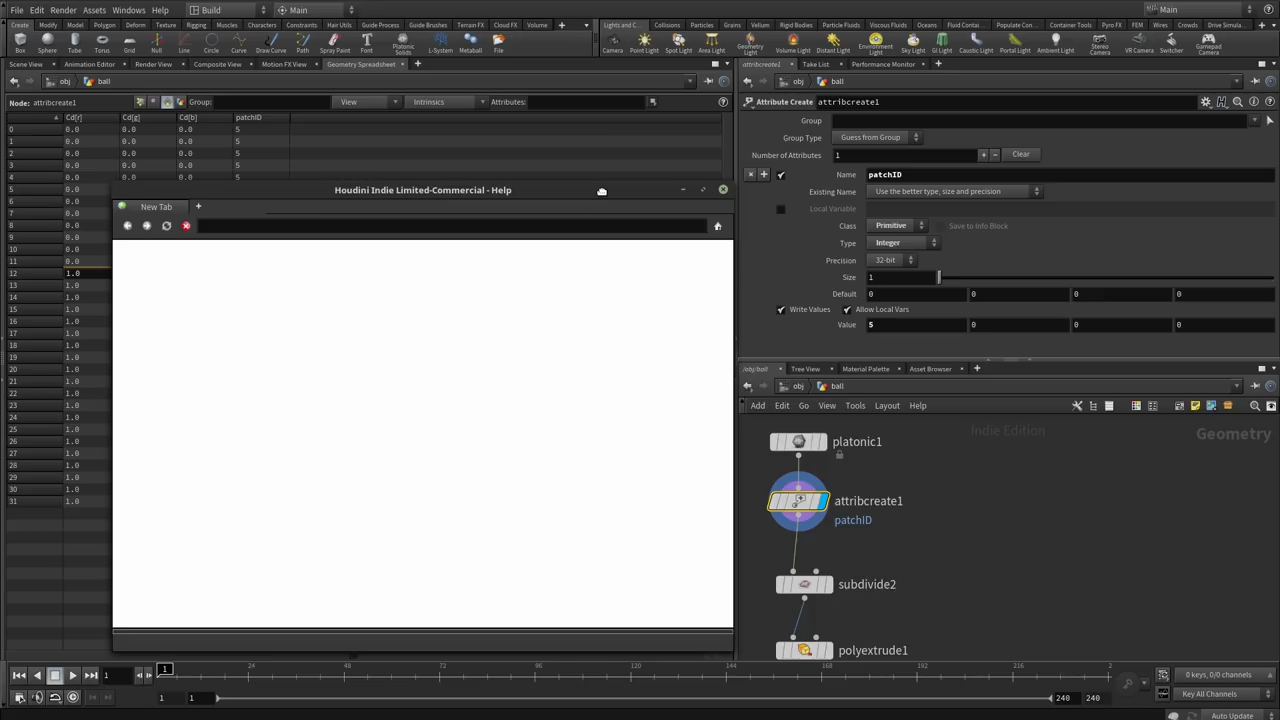 File Edit Render Assets Windows Help Build Main Main
Create Modify Model Polygon Deform Texture Rigging Muscles Characters Constraints Hair Utils Guide Process Guide Brushes Terrain FX Cloud FX Volume
Lights and C... Collisions Particles Grains Vellum Rigid Bodies Particle Fluids Viscous Fluids Oceans Fluid Contai... Populate Con... Container Tools Pyro FX FEM Wires Crowds Drive Simula...
Box Sphere Tube Torus Grid Null Line Circle Curve Draw Curve Path Spray Paint Font Platonic Solids L-System Metaball File
Camera Point Light Spot Light Area Light Geometry Light Volume Light Distant Light Environment Light Sky Light GI Light Caustic Light Portal Light Ambient Light Stereo Camera VR Camera Switcher Gamepad Camera
Scene View Animation Editor Render View Composite View Motion FX View Geometry Spreadsheet
attribcreate1 Take List Performance Monitor
obj ball
obj ball
Node: attribcreate1 Group: View Intrinsics Attributes:
Attribute Create attribcreate1
Cd[r] Cd[g] Cd[b] patchID
0 0.0 0.0 0.0 5
1 0.0 0.0 0.0 5
2 0.0 0.0 0.0 5
3 0.0 0.0 0.0 5
4 0.0 0.0 0.0 5
5 0.0
6 0.0
7 0.0
8 0.0
9 0.0
10 0.0
11 0.0
12 1.0
13 1.0
14 1.0
15 1.0
16 1.0
17 1.0
18 1.0
19 1.0
20 1.0
21 1.0
22 1.0
23 1.0
24 1.0
25 1.0
26 1.0
27 1.0
28 1.0
29 1.0
30 1.0
31 1.0
Houdini Indie Limited-Commercial - Help
New Tab
Group
Group Type Guess from Group
Number of Attributes 1 Clear
Name patchID
Existing Name Use the better type, size and precision
Local Variable
Class Primitive Save to Info Block
Type Integer
Precision 32-bit
Size 1
Default 0 0 0 0
Write Values Allow Local Vars
Value 5 0 0 0
/obj/ball Tree View Material Palette Asset Browser
obj ball
Add Edit Go View Tools Layout Help
Indie Edition
Geometry
platonic1
attribcreate1
patchID
subdivide2
polyextrude1
1 1 24 48 72 96 120 144 168 192 216 2
0 keys, 0/0 channels
1 1 240 240
Key All Channels
Auto Update